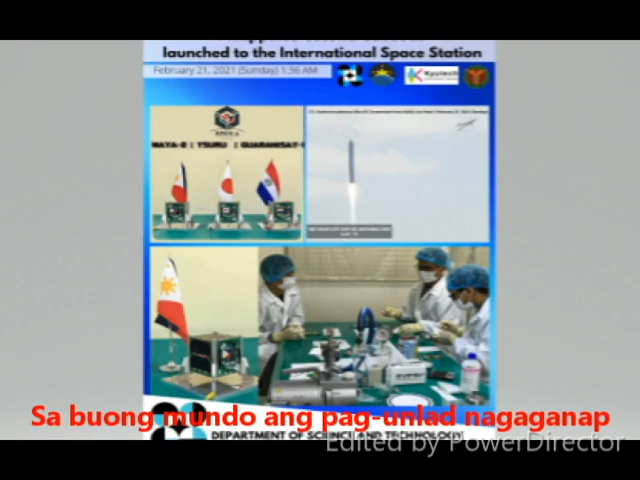 launched to the International Space Station
February 21, 2021 (Sunday) 1:36 AM
Kyutech
MAYA-2 | TSURU | GUARANISAT-1
Sa buong mundo ang pag-unlad nagaganap
DEPARTMENT OF SCIENCE AND TECHNOLOGY
Edited by PowerDirector